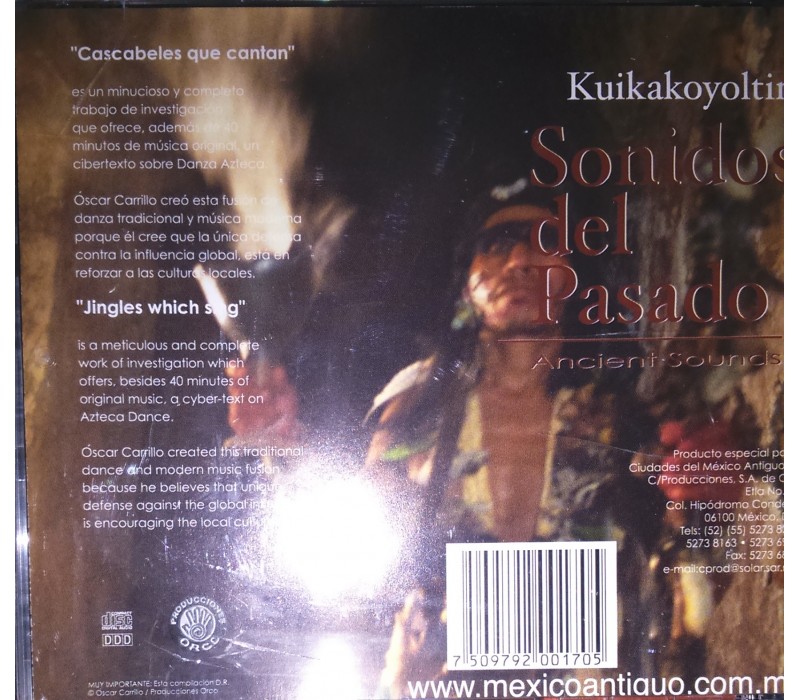 "Cascabeles que cantan"
es un minucioso y completo
trabajo de investigación
que ofrece, además de 40
minutos de música original, un
cibertexto sobre Danza Azteca.
Óscar Carrillo creó esta fusión de
danza tradicional y música
porque él cree que la única defensa
contra la influencia global, está en
reforzar a las culturas locales.
"Jingles which sing"
is a meticulous and complete
work of investigation which
offers, besides 40 minutes of
original music, a cyber-text on
Azteca Dance.
Óscar Carrillo created this traditional
dance and modern music fusion
because he believes that
defense against the global
is encouraging the local
COMPACT
disc
DIGITAL AUDIO
DDD
PRODUCCIONES
ORCO
MUY IMPORTANTE: Esta compilación D.R.
© Oscar Carrillo / Producciones Orco
Kuikakoyoltin
Sonidos
del
Pasado
Ancient Sounds
Producto especial
Ciudades del México Antiguo
C/Producciones, S.A. de
Etla No.
Col. Hipódromo
06100 México,
Tels: (52) (55) 5273
5273 8163 • 5273
Fax: 5273
e-mail:cprod@solar.sar.
7 509792 001705
www.mexicoantiguo.com.m